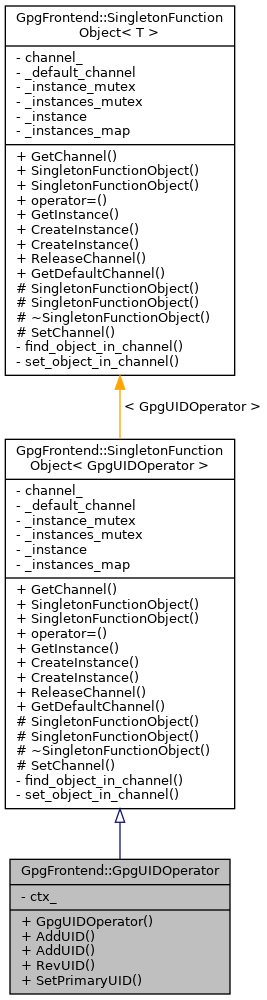 GpgFrontend::SingletonFunction
Object< T >
- channel_
- _default_channel
- _instance_mutex
- _instances_mutex
- _instance
- _instances_map
+ GetChannel()
+ SingletonFunctionObject()
+ SingletonFunctionObject()
+ operator=()
+ GetInstance()
+ CreateInstance()
+ CreateInstance()
+ ReleaseChannel()
+ GetDefaultChannel()
# SingletonFunctionObject()
# SingletonFunctionObject()
# ~SingletonFunctionObject()
# SetChannel()
- find_object_in_channel()
- set_object_in_channel()
< GpgUIDOperator >
GpgFrontend::SingletonFunction
Object< GpgUIDOperator >
- channel_
- _default_channel
- _instance_mutex
- _instances_mutex
- _instance
- _instances_map
+ GetChannel()
+ SingletonFunctionObject()
+ SingletonFunctionObject()
+ operator=()
+ GetInstance()
+ CreateInstance()
+ CreateInstance()
+ ReleaseChannel()
+ GetDefaultChannel()
# SingletonFunctionObject()
# SingletonFunctionObject()
# ~SingletonFunctionObject()
# SetChannel()
- find_object_in_channel()
- set_object_in_channel()
GpgFrontend::GpgUIDOperator
- ctx_
+ GpgUIDOperator()
+ AddUID()
+ AddUID()
+ RevUID()
+ SetPrimaryUID()